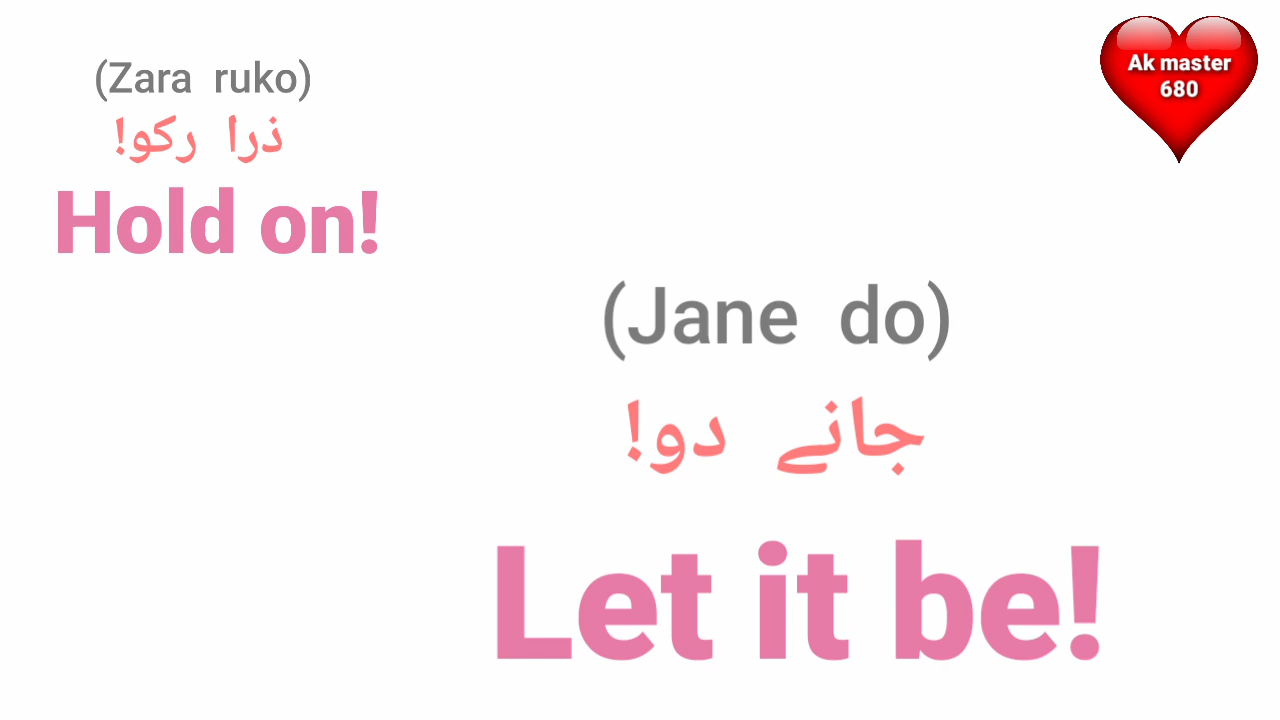 (Zara ruko)
ذرا رکو!
Hold on!
Ak master
680
(Jane do)
جانے دو!
Let it be!